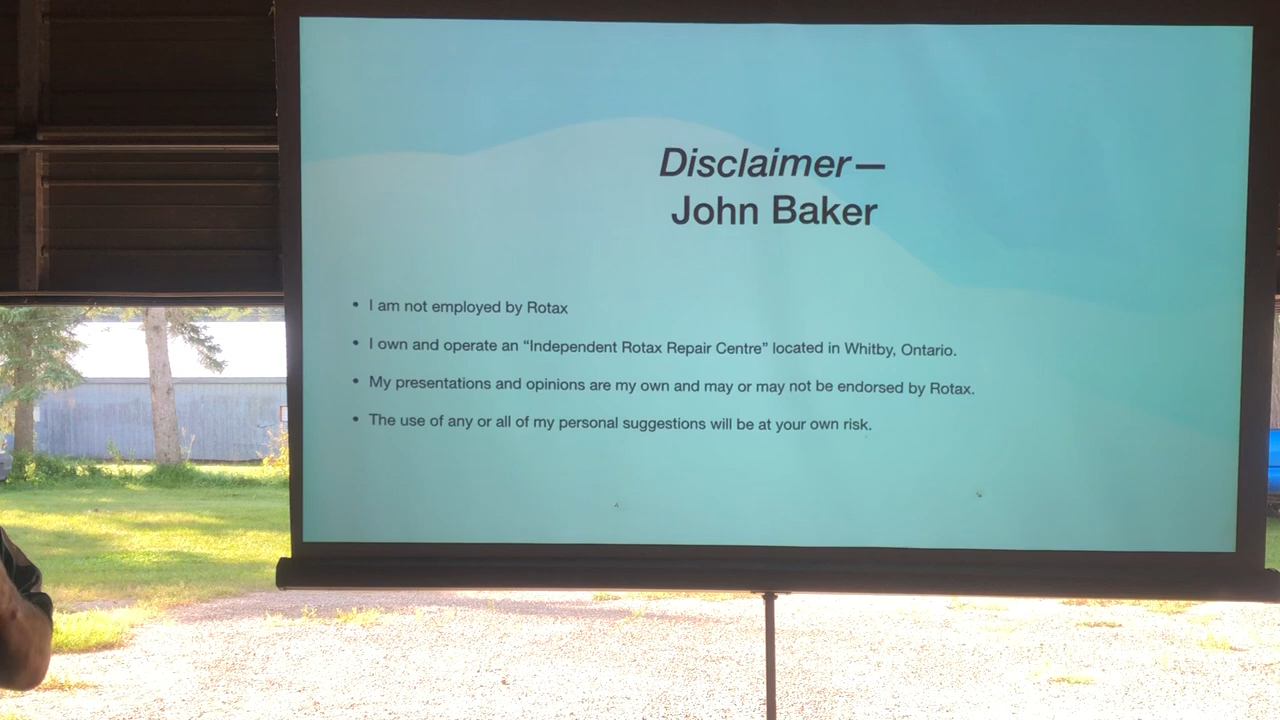 Disclaimer—
John Baker
• I am not employed by Rotax
• I own and operate an “Independent Rotax Repair Centre” located in Whitby, Ontario.
• My presentations and opinions are my own and may or may not be endorsed by Rotax.
• The use of any or all of my personal suggestions will be at your own risk.